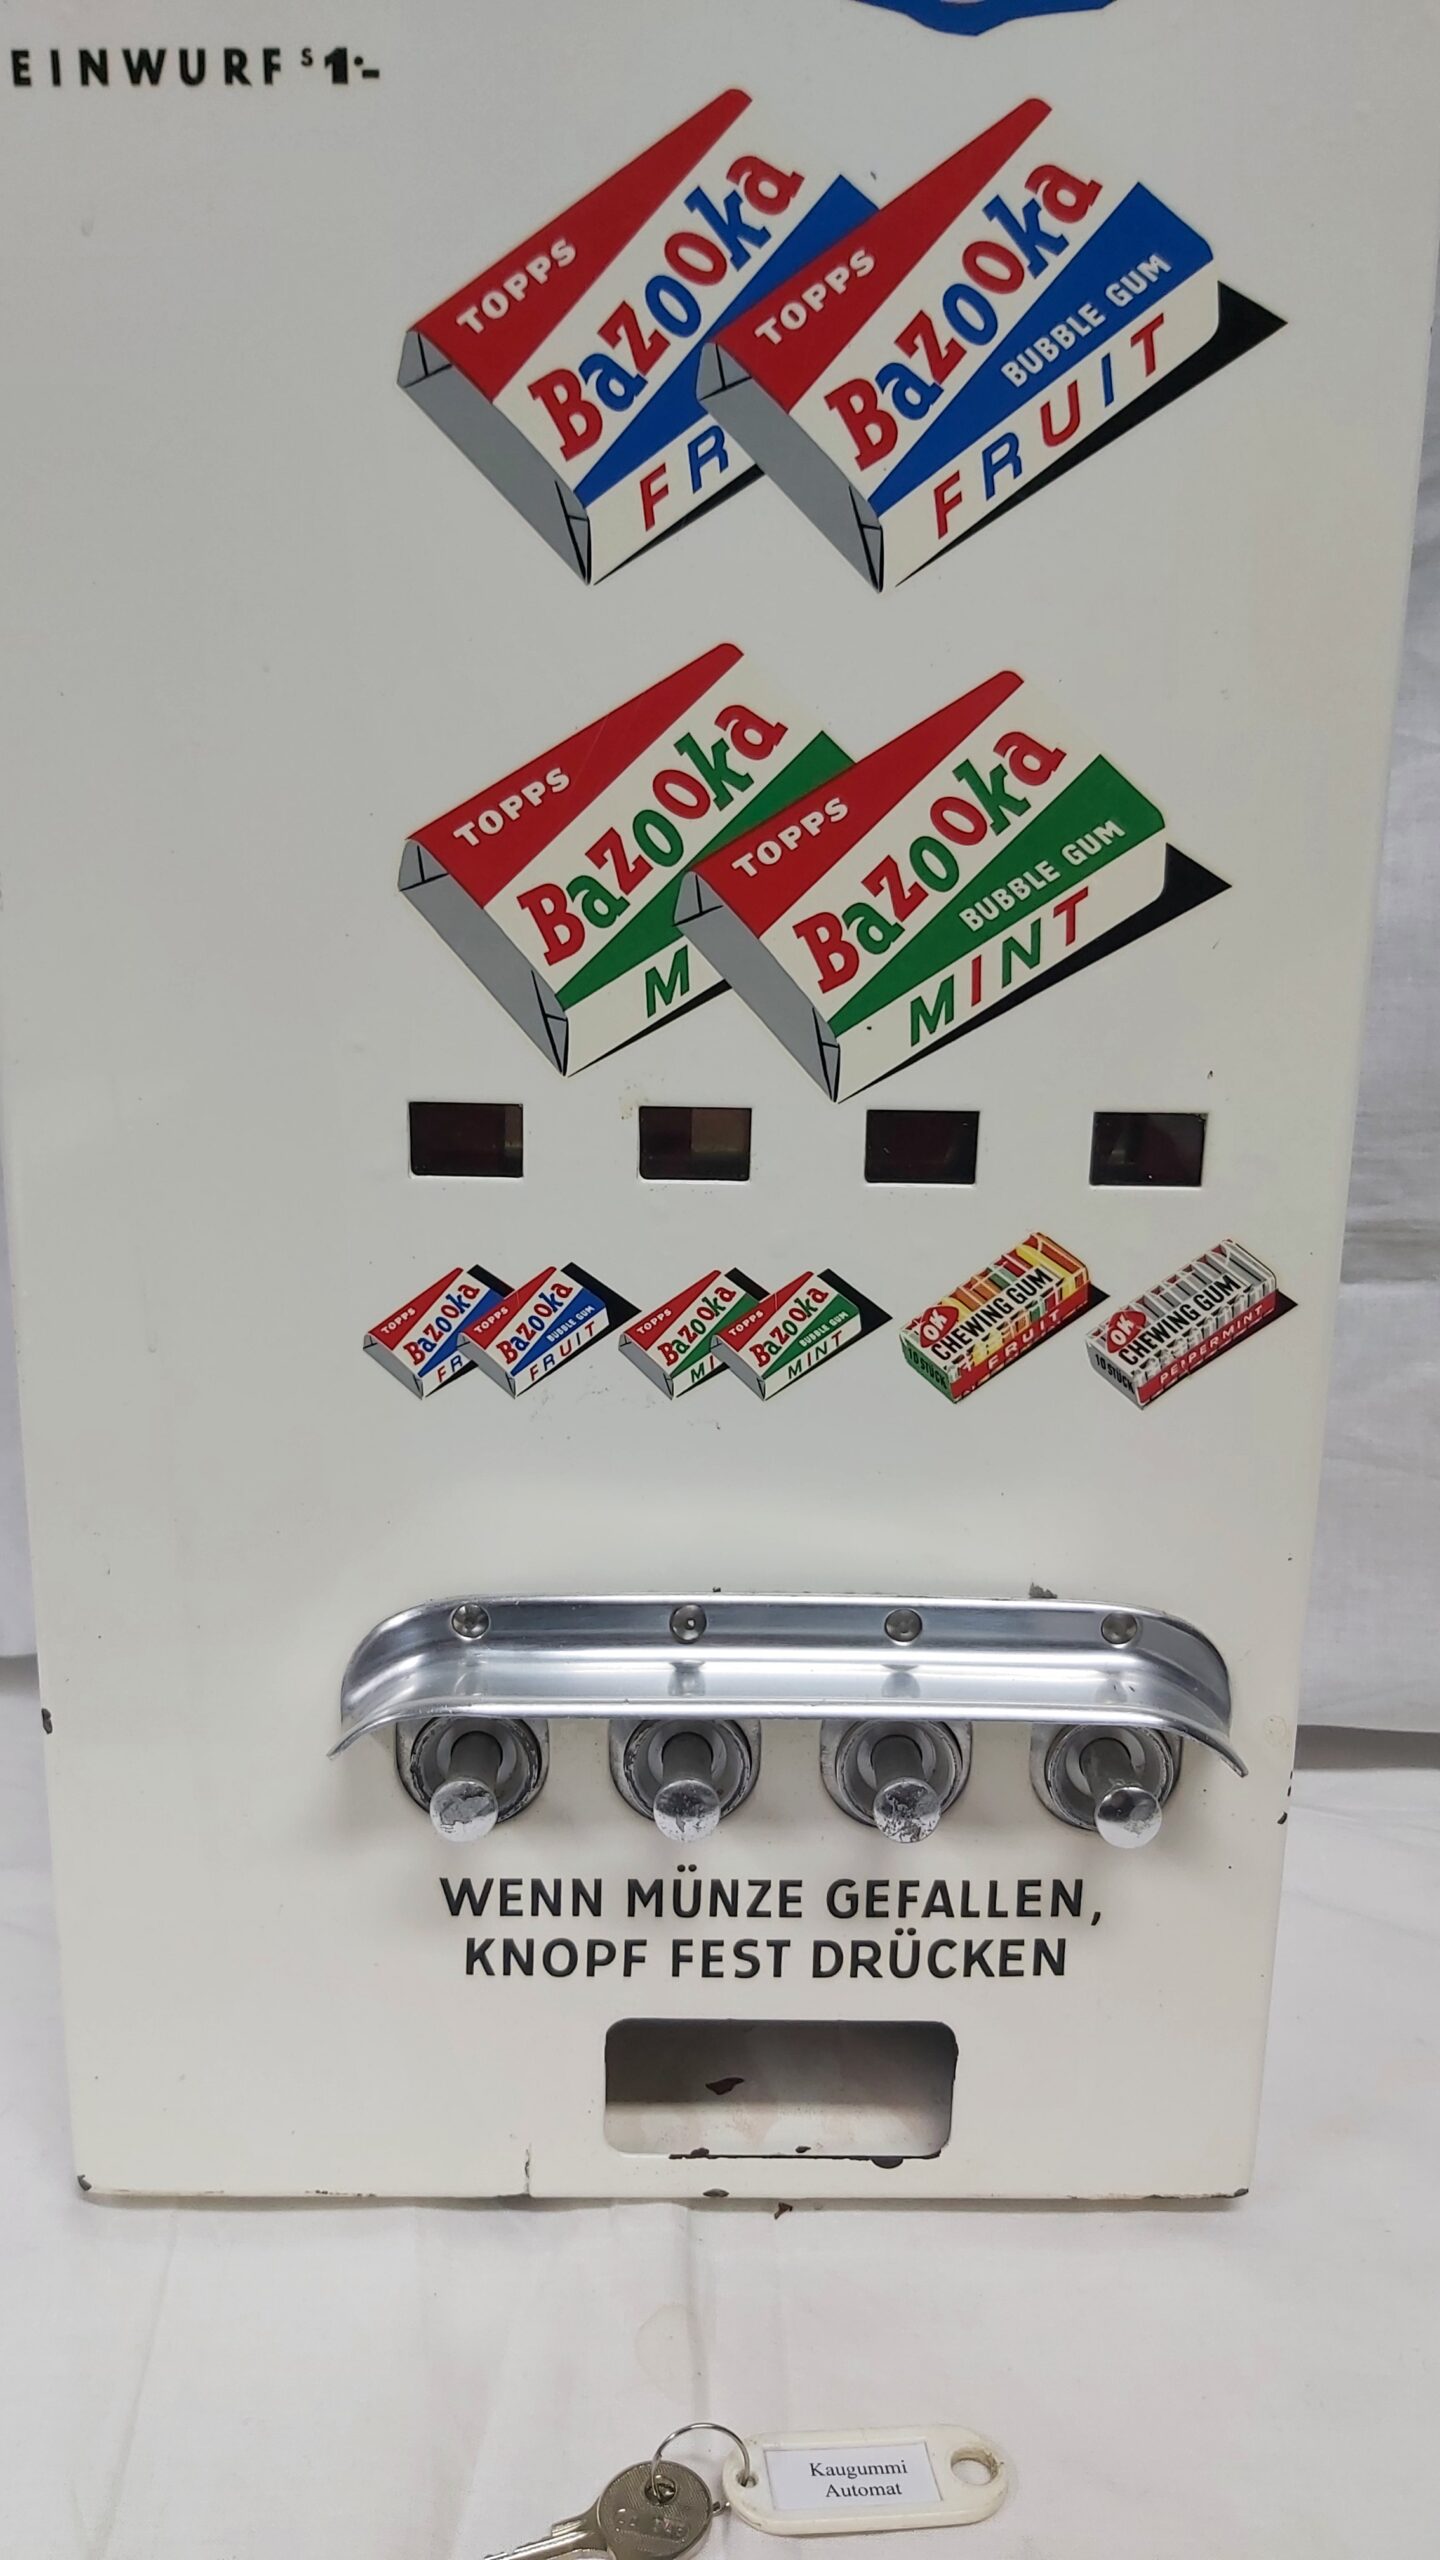 EINWURF S 1·-
TOPPS
Bazooka
FR
TOPPS
Bazooka
BUBBLE GUM
FRUIT
TOPPS
Bazooka
M
TOPPS
Bazooka
BUBBLE GUM
MINT
TOPPS
Bazooka
FR
TOPPS
Bazooka
BUBBLE GUM
FRUIT
TOPPS
Bazooka
MI
TOPPS
Bazooka
BUBBLE GUM
MINT
OK
CHEWING GUM
10 STÜCK
FRUIT
OK
CHEWING GUM
10 STÜCK
PEPPERMINT
WENN MÜNZE GEFALLEN,
KNOPF FEST DRÜCKEN
Kaugummi
Automat